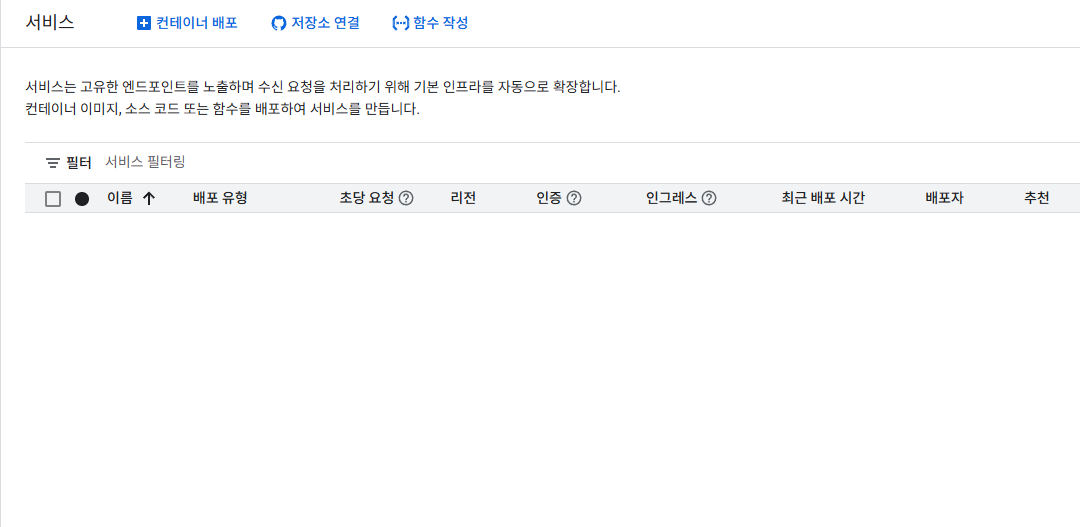 서비스 컨테이너 배포 저장소 연결 함수 작성
서비스는 고유한 엔드포인트를 노출하며 수신 요청을 처리하기 위해 기본 인프라를 자동으로 확장합니다.
컨테이너 이미지, 소스 코드 또는 함수를 배포하여 서비스를 만듭니다.
필터 서비스 필터링
이름 배포 유형 초당 요청 리전 인증 인그레스 최근 배포 시간 배포자 추천